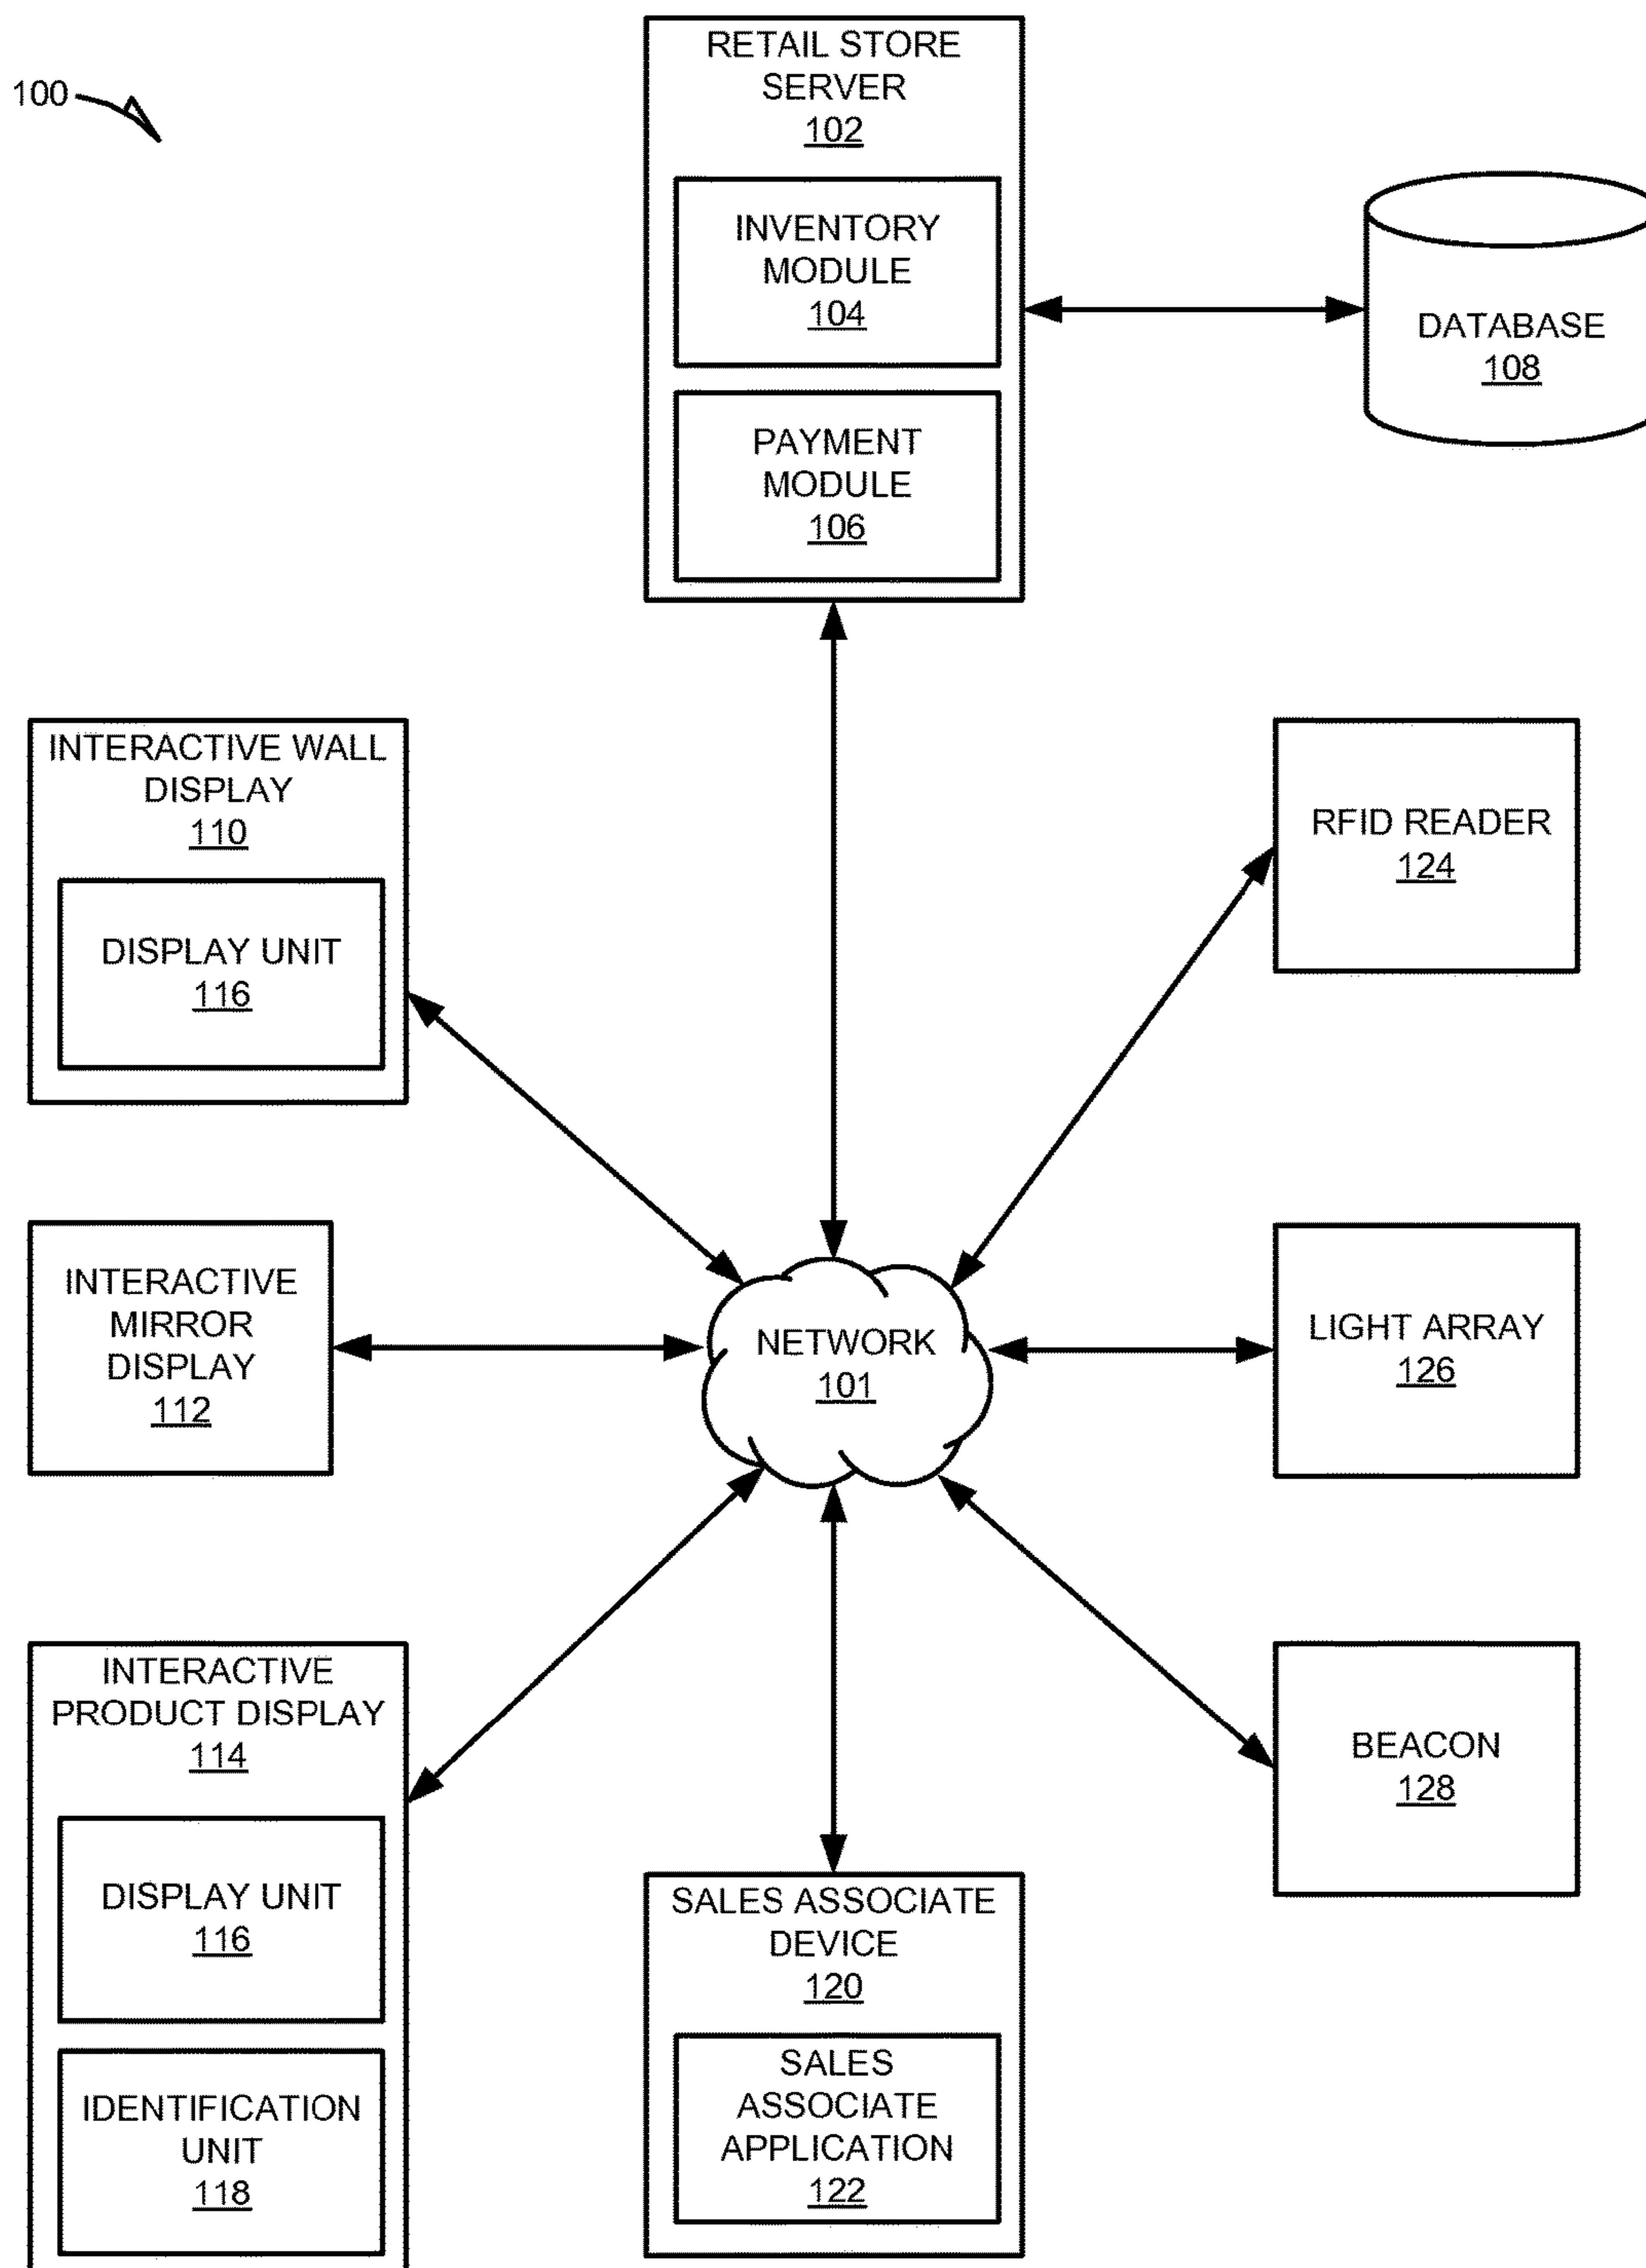 100
RETAIL STORE
SERVER
102
INVENTORY
MODULE
104
PAYMENT
MODULE
106
DATABASE
108
INTERACTIVE WALL
DISPLAY
110
DISPLAY UNIT
116
RFID READER
124
INTERACTIVE
MIRROR
DISPLAY
112
NETWORK
101
LIGHT ARRAY
126
INTERACTIVE
PRODUCT DISPLAY
114
DISPLAY UNIT
116
IDENTIFICATION
UNIT
118
SALES ASSOCIATE
DEVICE
120
SALES
ASSOCIATE
APPLICATION
122
BEACON
128